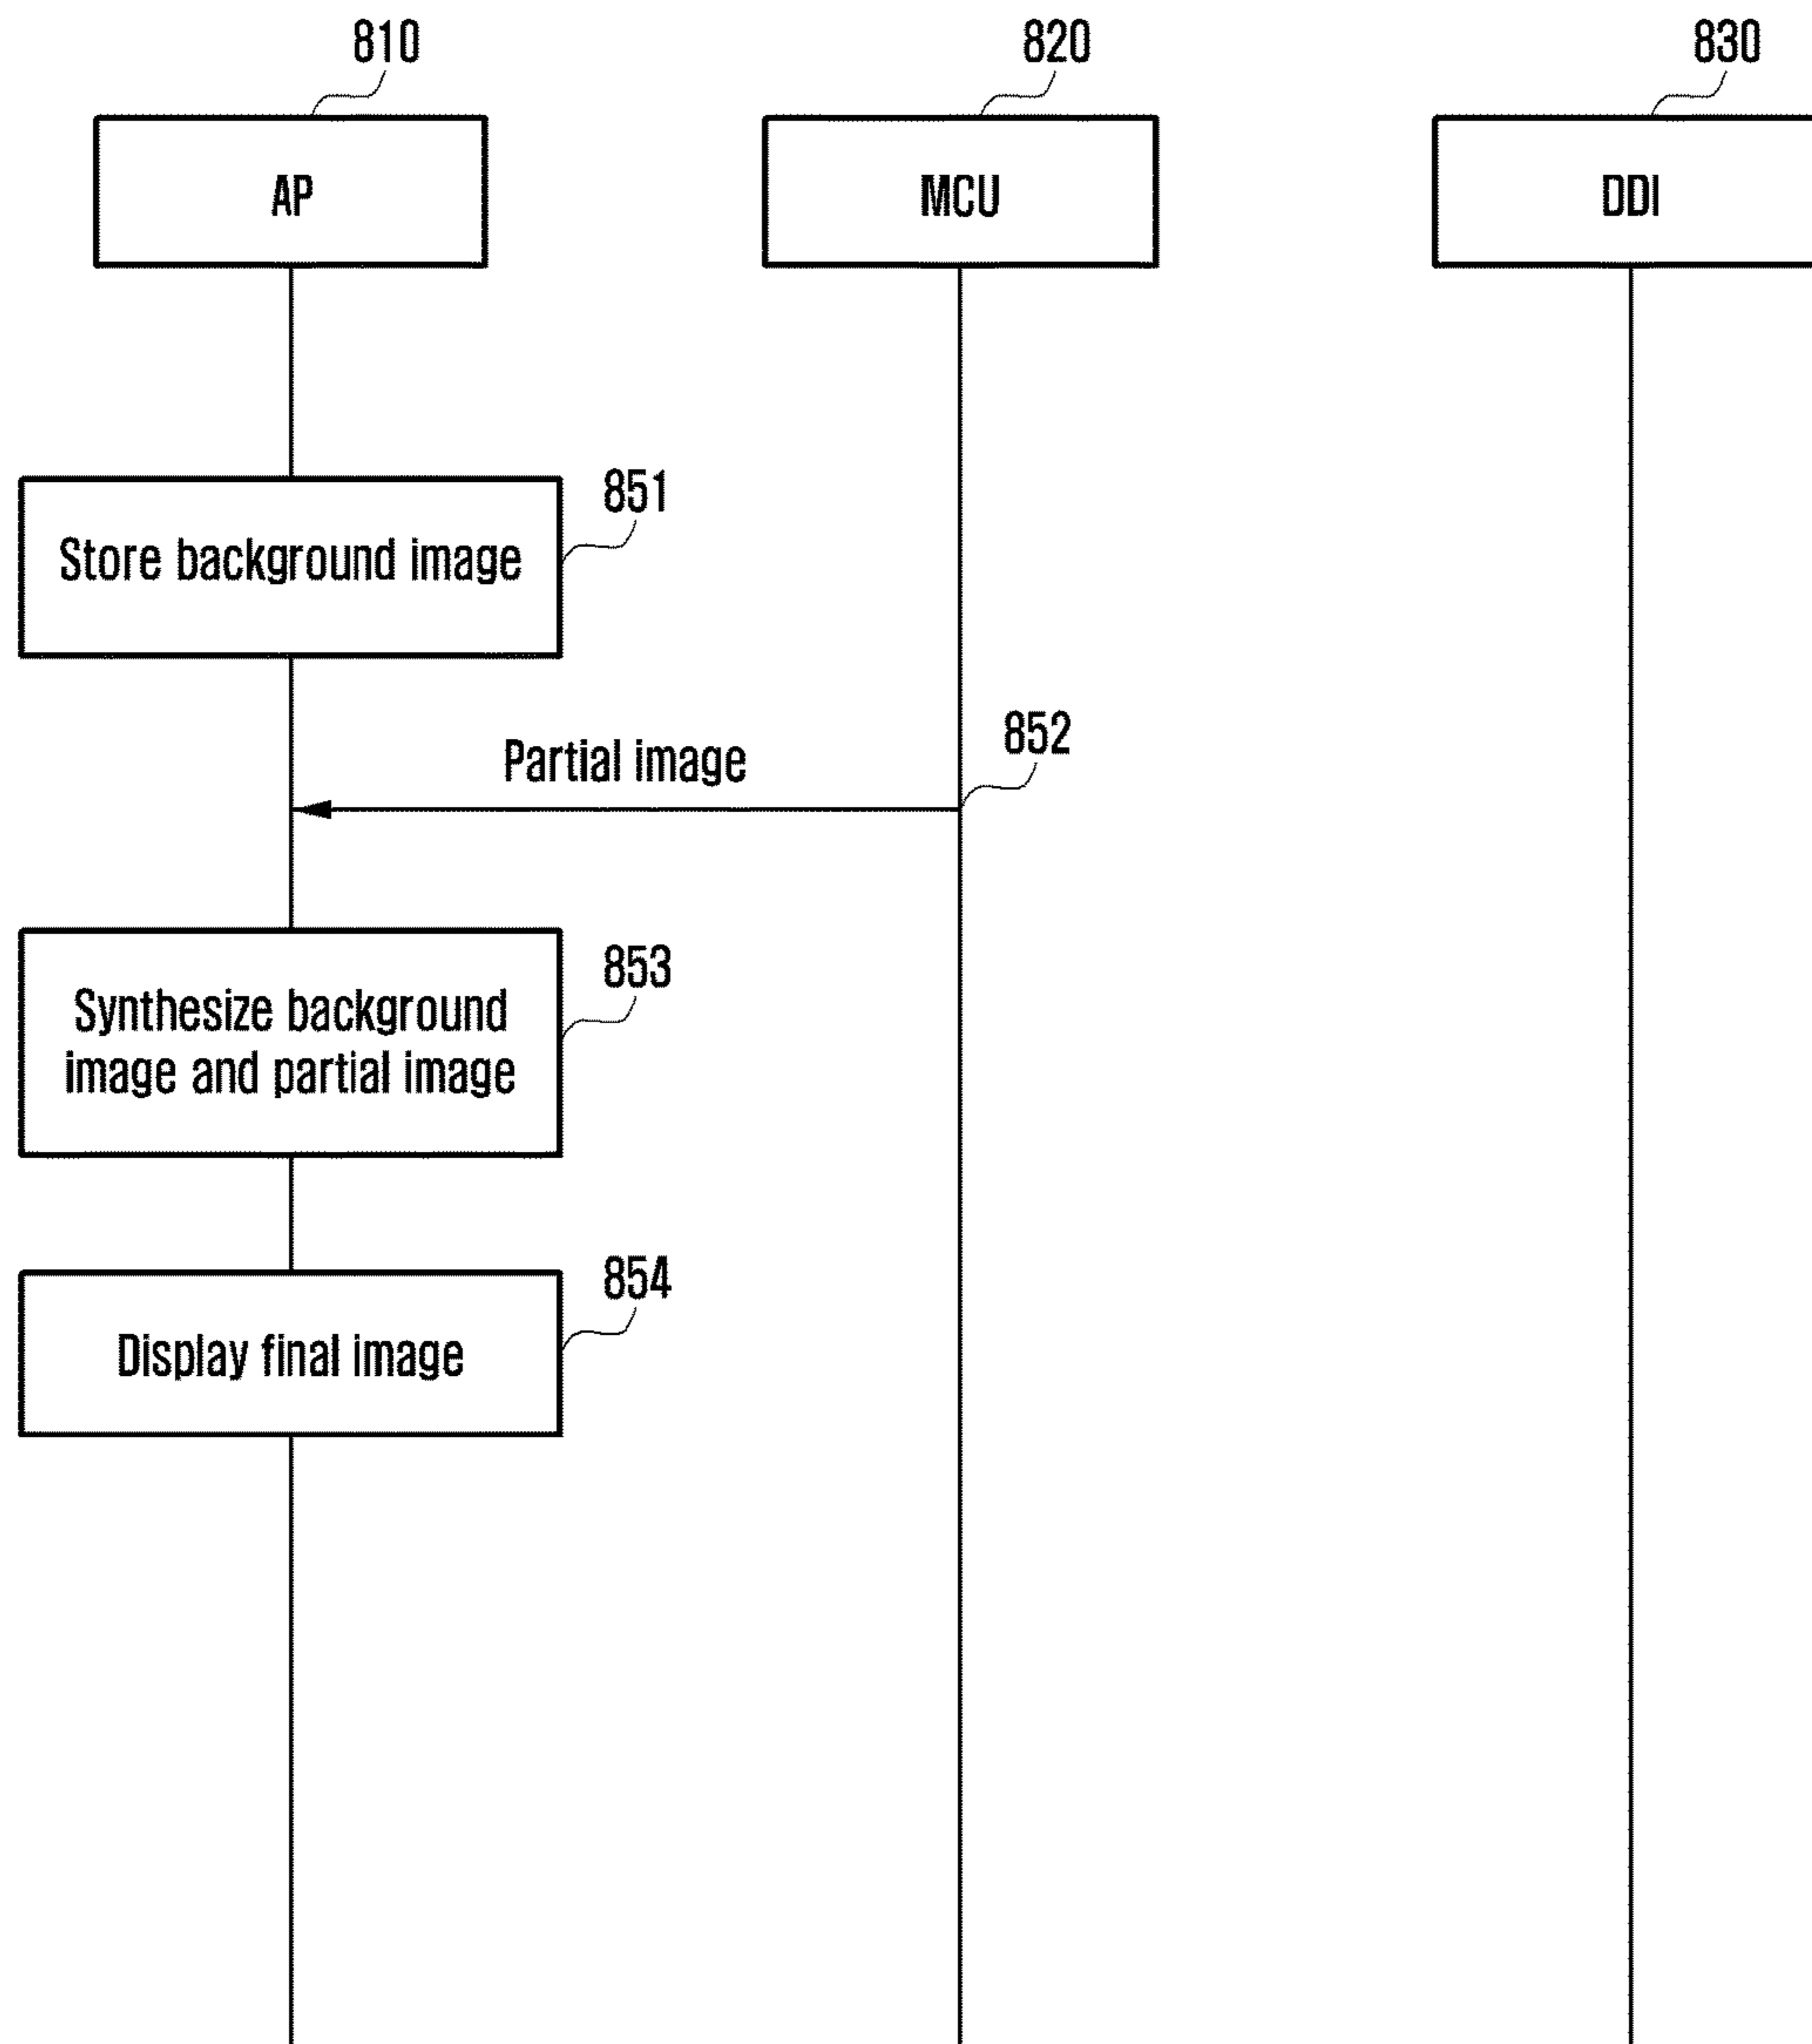 810
820
830
AP
MCU
DDI
851
Store background image
852
Partial image
853
Synthesize background
image and partial image
854
Display final image